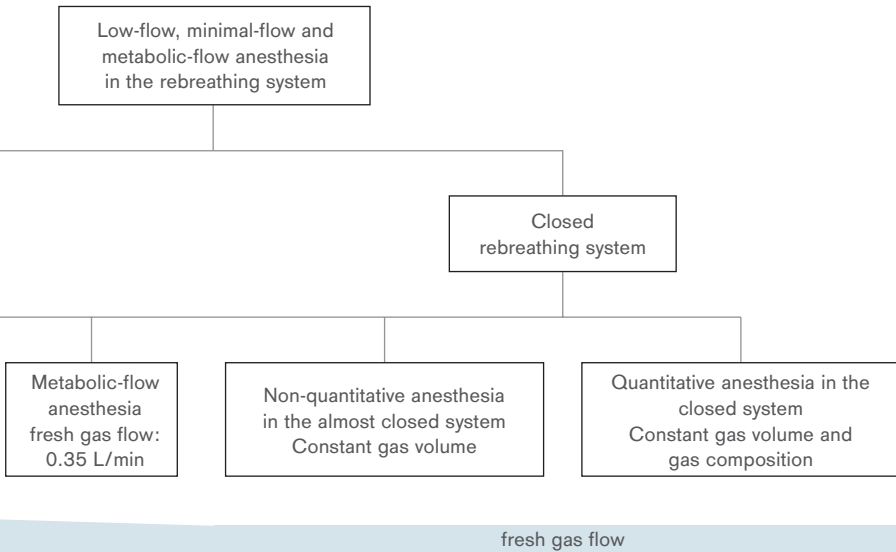 Low-flow, minimal-flow and
metabolic-flow anesthesia
in the rebreathing system
Closed
rebreathing system
Metabolic-flow
anesthesia
fresh gas flow:
0.35 L/min
Non-quantitative anesthesia
in the almost closed system
Constant gas volume
Quantitative anesthesia in the
closed system
Constant gas volume and
gas composition
fresh gas flow